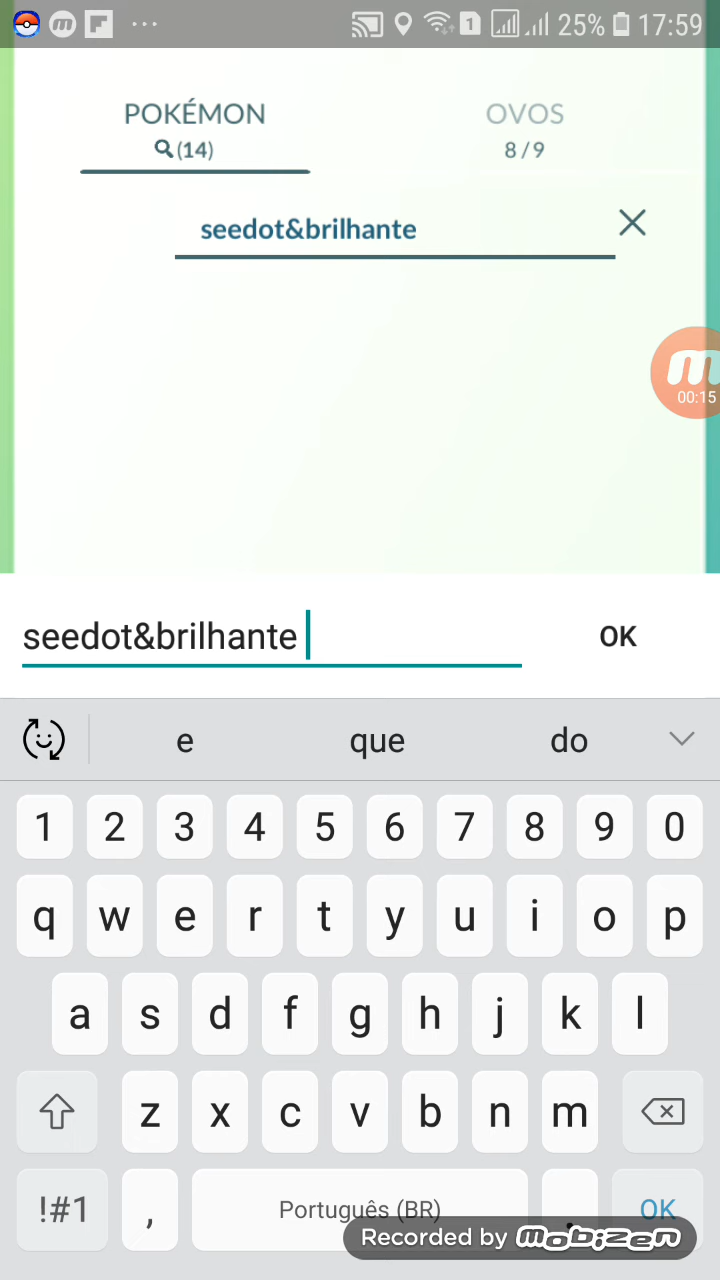 25% 17:59
POKÉMON OVOS
(14) 8 / 9
seedot&brilhante
00:15
seedot&brilhante OK
e que do
1 2 3 4 5 6 7 8 9 0
q w e r t y u i o p
a s d f g h j k l
z x c v b n m
!#1 , Português (BR) . OK
Recorded by mobizen